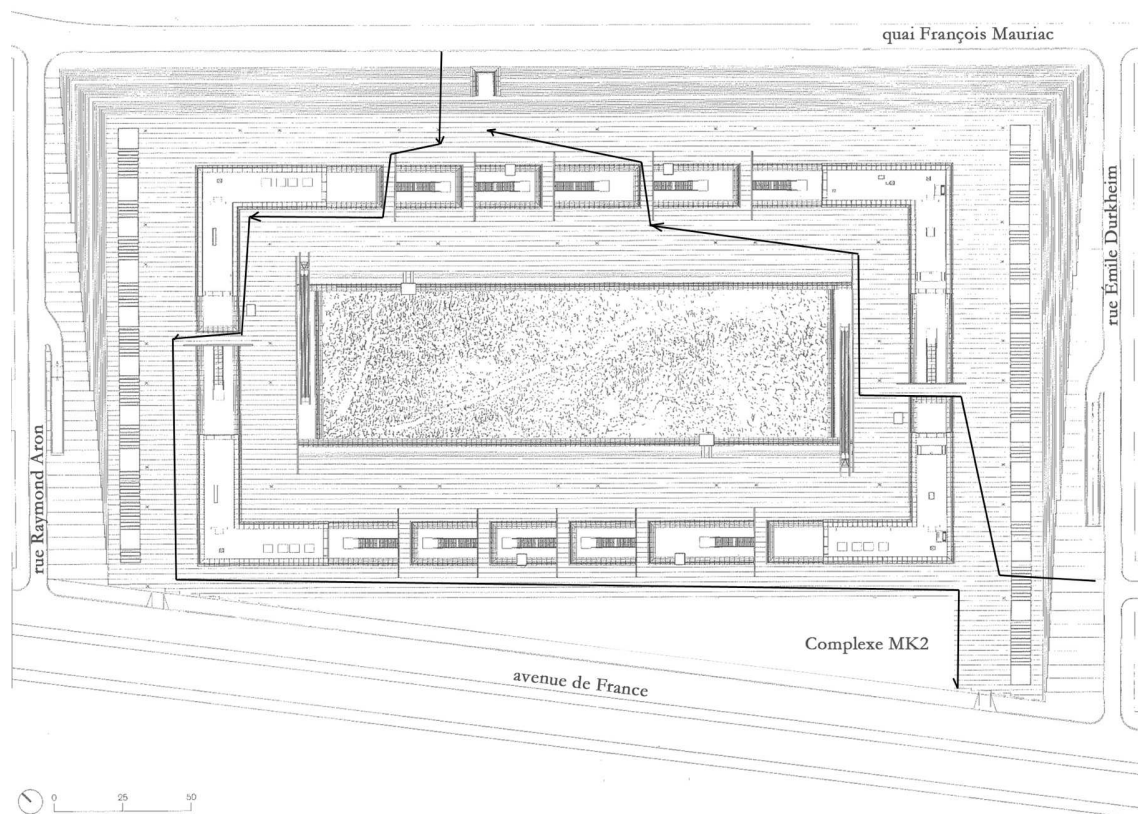 quai François Mauriac
rue Émile Durkheim
rue Raymond Aron
Complexe MK2
avenue de France
0 25 50